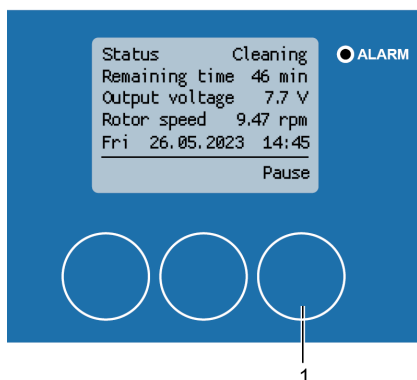 Status Cleaning
Remaining time 46 min
Output voltage 7.7 V
Rotor speed 9.47 rpm
Fri 26.05.2023 14:45
Pause
ALARM
1